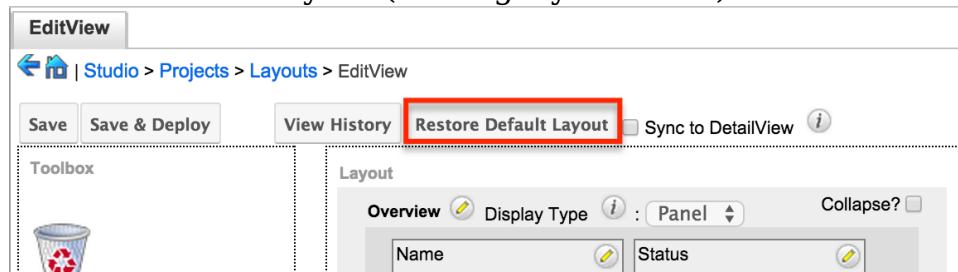 EditView
| Studio > Projects > Layouts > EditView
Save Save & Deploy View History Restore Default Layout Sync to DetailView i
Toolbox
Layout
Overview Display Type i : Panel Collapse?
Name Status